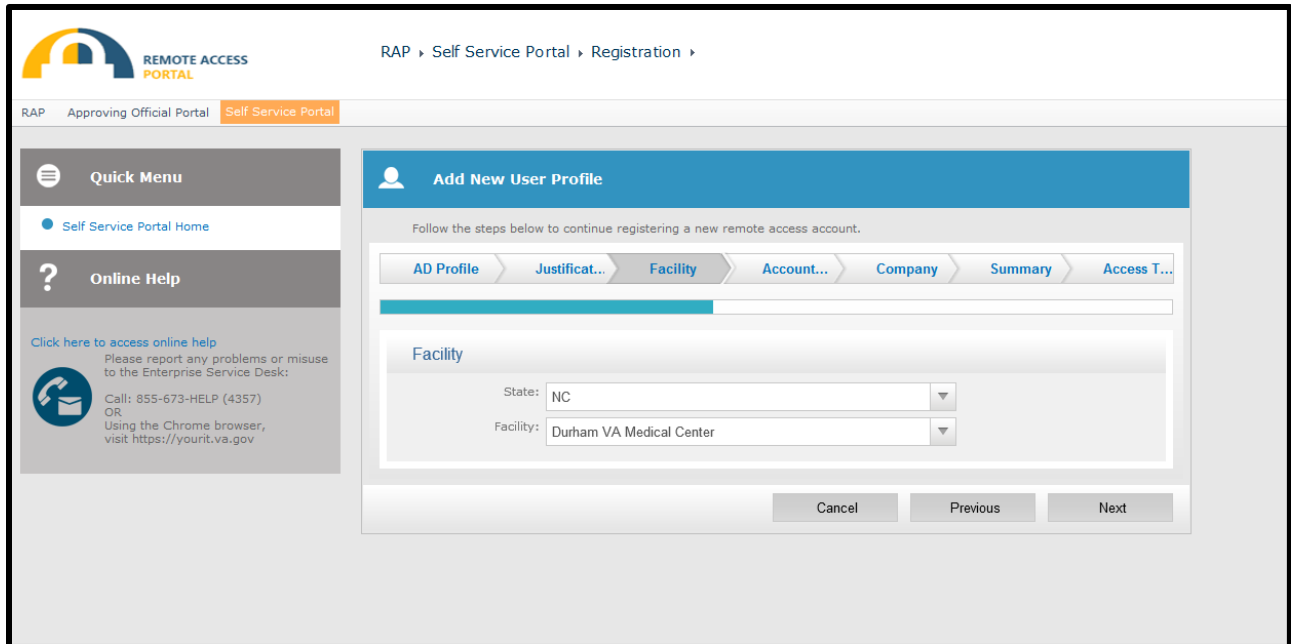 REMOTE ACCESS
PORTAL
RAP › Self Service Portal › Registration ›
RAP Approving Official Portal Self Service Portal
Quick Menu
Self Service Portal Home
? Online Help
Click here to access online help
Please report any problems or misuse
to the Enterprise Service Desk:
Call: 855-673-HELP (4357)
OR
Using the Chrome browser,
visit https://yourit.va.gov
Add New User Profile
Follow the steps below to continue registering a new remote access account.
AD Profile Justificat... Facility Account... Company Summary Access T...
Facility
State: NC
Facility: Durham VA Medical Center
Cancel Previous Next